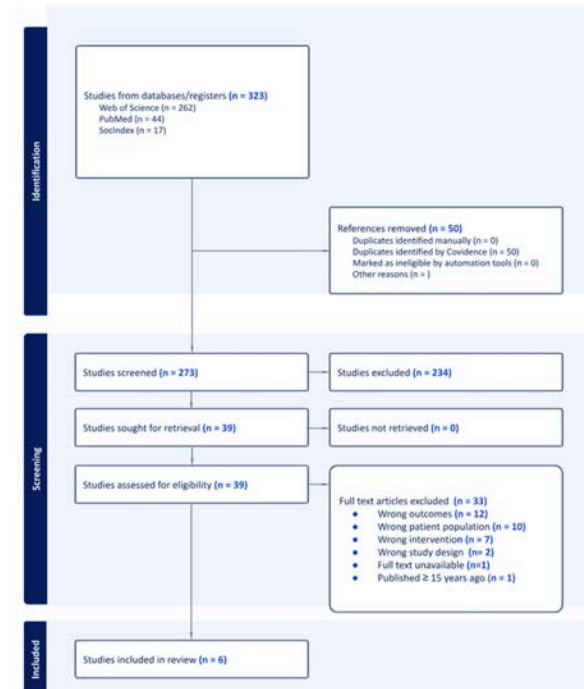 Identification
Studies from databases/registers (n = 323)
Web of Science (n = 262)
PubMed (n = 44)
SocIndex (n = 17)
References removed (n = 50)
Duplicates identified manually (n = 0)
Duplicates identified by Covidence (n = 50)
Marked as ineligible by automation tools (n = 0)
Other reasons (n = )
Screening
Studies screened (n = 273)
Studies excluded (n = 234)
Studies sought for retrieval (n = 39)
Studies not retrieved (n = 0)
Studies assessed for eligibility (n = 39)
Full text articles excluded (n = 33)
● Wrong outcomes (n = 12)
● Wrong patient population (n = 10)
● Wrong intervention (n = 7)
● Wrong study design (n= 2)
● Full text unavailable (n=1)
● Published ≥ 15 years ago (n = 1)
Included
Studies included in review (n = 6)